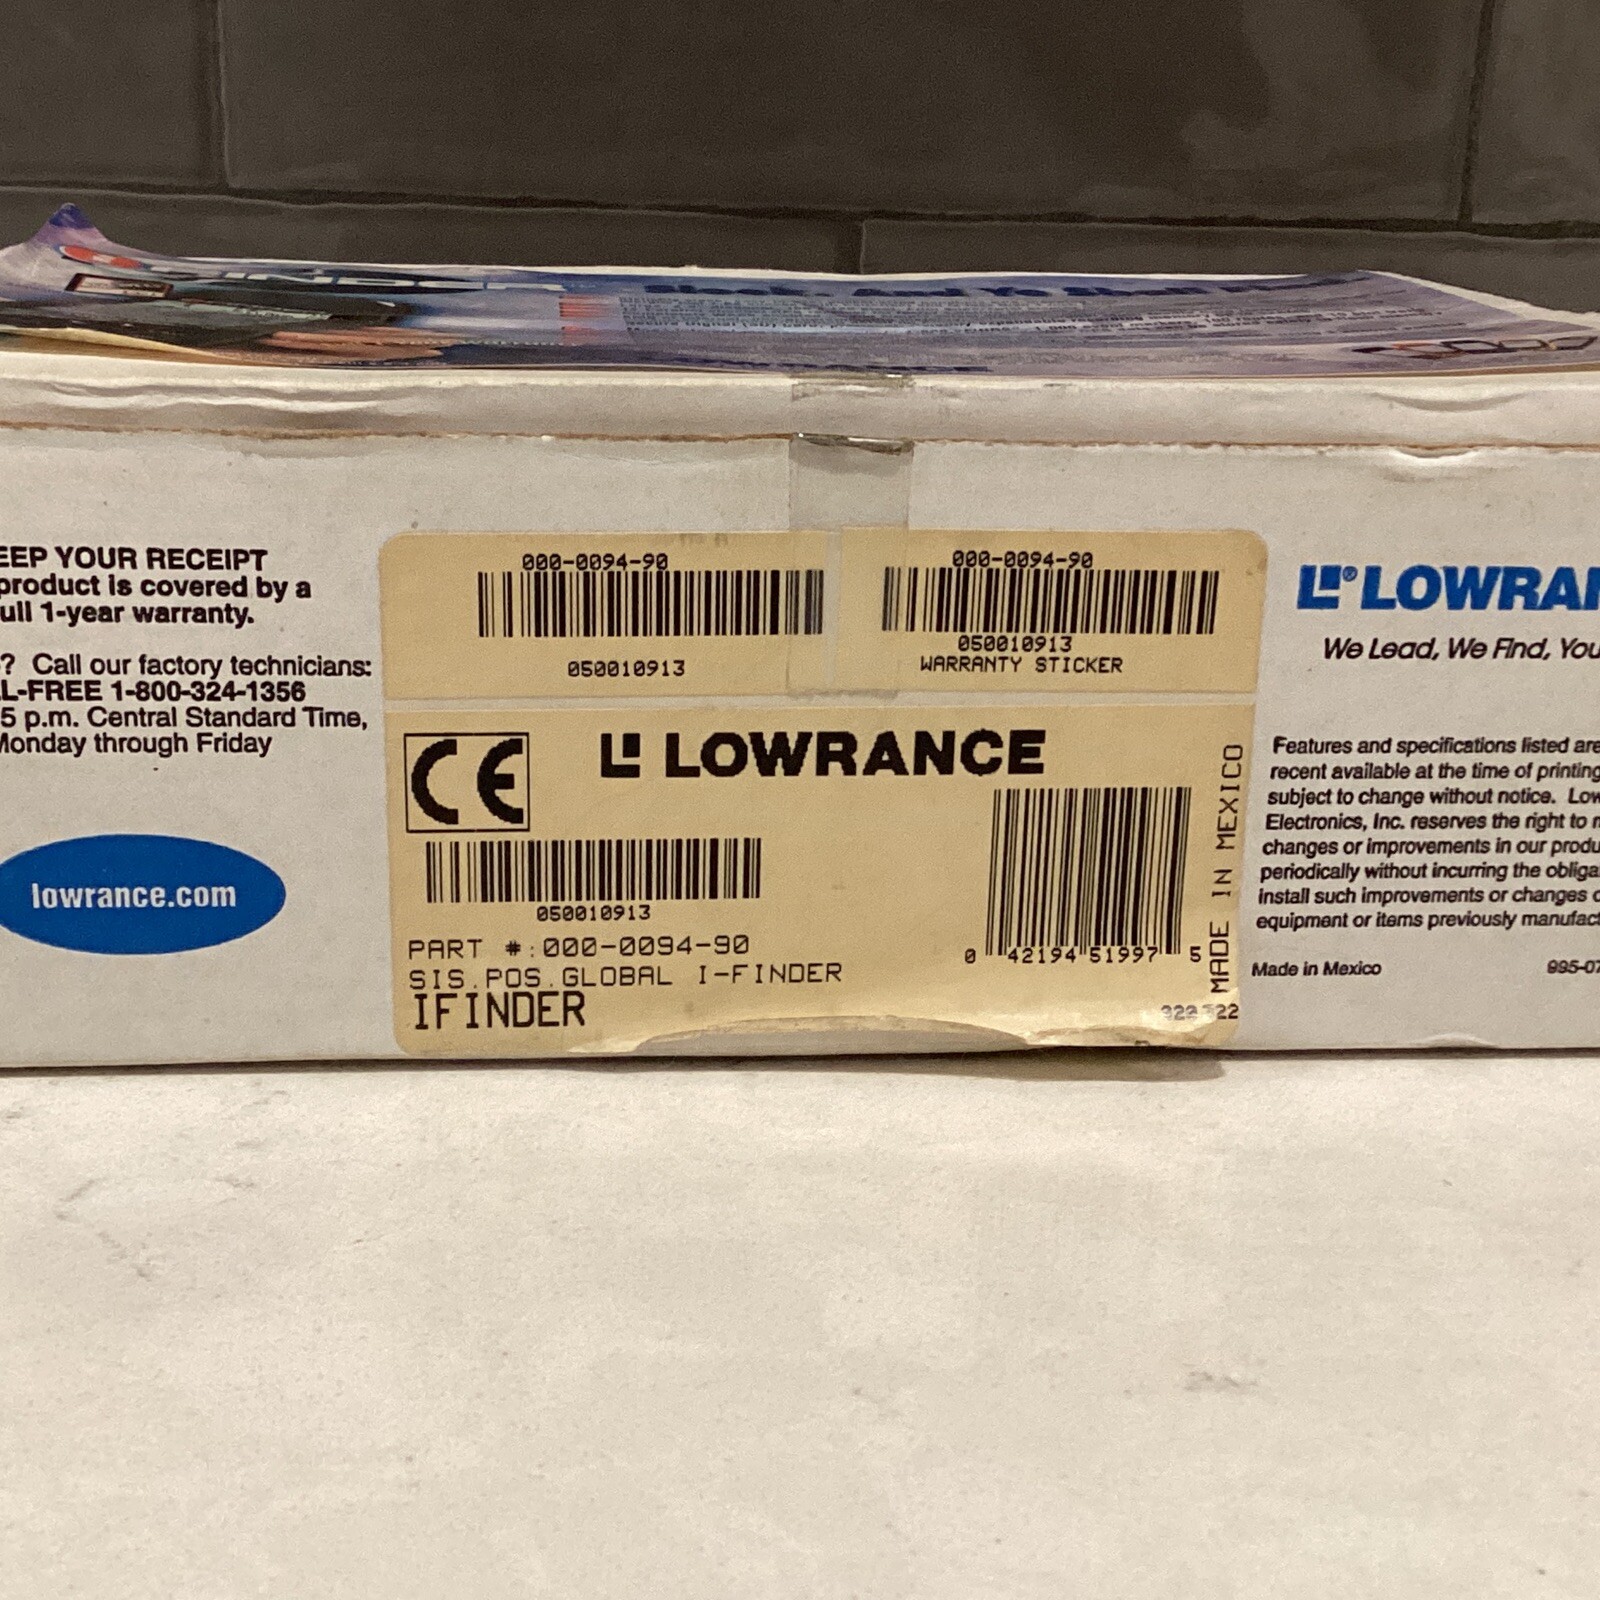 EEP YOUR RECEIPT
product is covered by a
ull 1-year warranty.
? Call our factory technicians:
L-FREE 1-800-324-1356
5 p.m. Central Standard Time,
Monday through Friday
lowrance.com
000-0094-90
050010913
000-0094-90
050010913
WARRANTY STICKER
CE
LOWRANCE
050010913
PART #:000-0094-90
SIS.POS.GLOBAL I-FINDER
IFINDER
0 42194 51997 5
MADE IN MEXICO
LOWRAN
We Lead, We Find, You
Features and specifications listed are
recent available at the time of printing
subject to change without notice. Low
Electronics, Inc. reserves the right to m
changes or improvements in our produ
periodically without incurring the obliga
install such improvements or changes o
equipment or items previously manufact
Made in Mexico
995-07